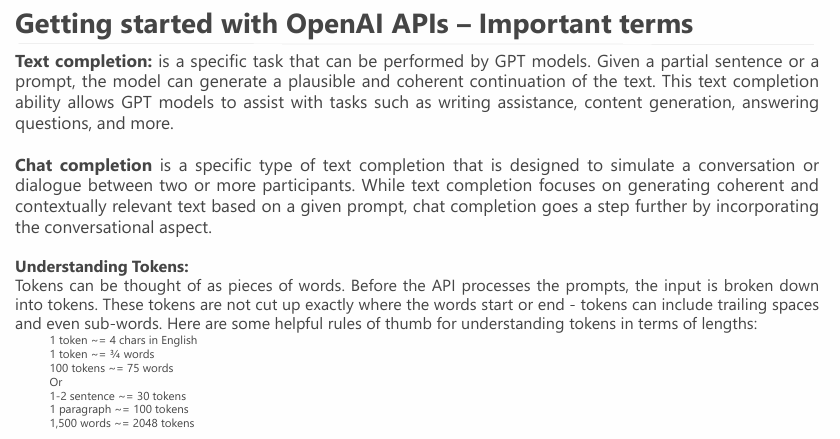 Getting started with OpenAI APIs – Important terms
Text completion: is a specific task that can be performed by GPT models. Given a partial sentence or a
prompt, the model can generate a plausible and coherent continuation of the text. This text completion
ability allows GPT models to assist with tasks such as writing assistance, content generation, answering
questions, and more.
Chat completion is a specific type of text completion that is designed to simulate a conversation or
dialogue between two or more participants. While text completion focuses on generating coherent and
contextually relevant text based on a given prompt, chat completion goes a step further by incorporating
the conversational aspect.
Understanding Tokens:
Tokens can be thought of as pieces of words. Before the API processes the prompts, the input is broken down
into tokens. These tokens are not cut up exactly where the words start or end - tokens can include trailing spaces
and even sub-words. Here are some helpful rules of thumb for understanding tokens in terms of lengths:
1 token ~= 4 chars in English
1 token ~= ¾ words
100 tokens ~= 75 words
Or
1-2 sentence ~= 30 tokens
1 paragraph ~= 100 tokens
1,500 words ~= 2048 tokens